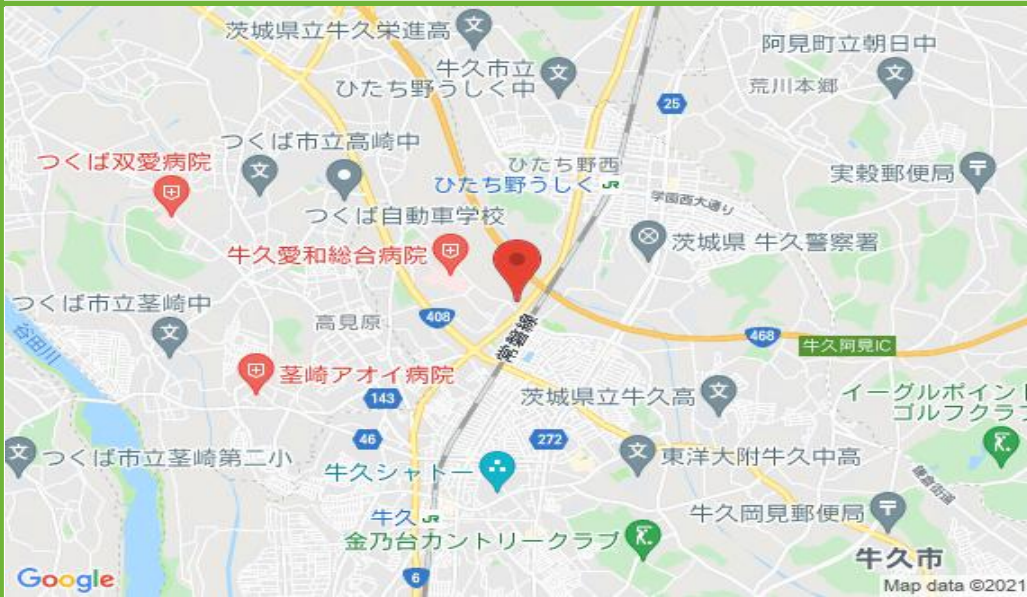 茨城県立牛久栄進高
阿見町立朝日中
牛久市立
ひたち野うしく中
荒川本郷
25
つくば市立高崎中
つくば双愛病院
ひたち野西
ひたち野うしく JR
実穀郵便局
学園西大通り
つくば自動車学校
茨城県 牛久警察署
牛久愛和総合病院
つくば市立茎崎中
高見原
408
谷田川
常磐線
468
牛久阿見IC
茎崎アオイ病院
143
茨城県立牛久高
イーグルポイント
ゴルフクラブ
46
272
つくば市立茎崎第二小
東洋大附牛久中高
牛久シャトー
鎌倉街道
牛久 JR
牛久岡見郵便局
金乃台カントリークラブ
牛久市
6
Google
Map data ©2021